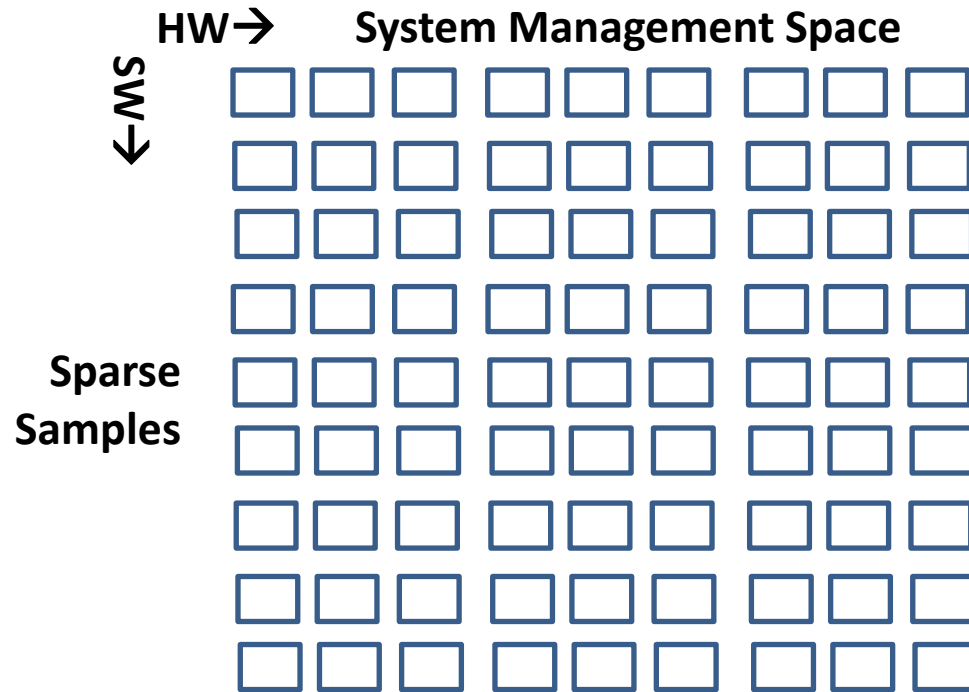 HW→ System Management Space
SW→
Sparse
Samples